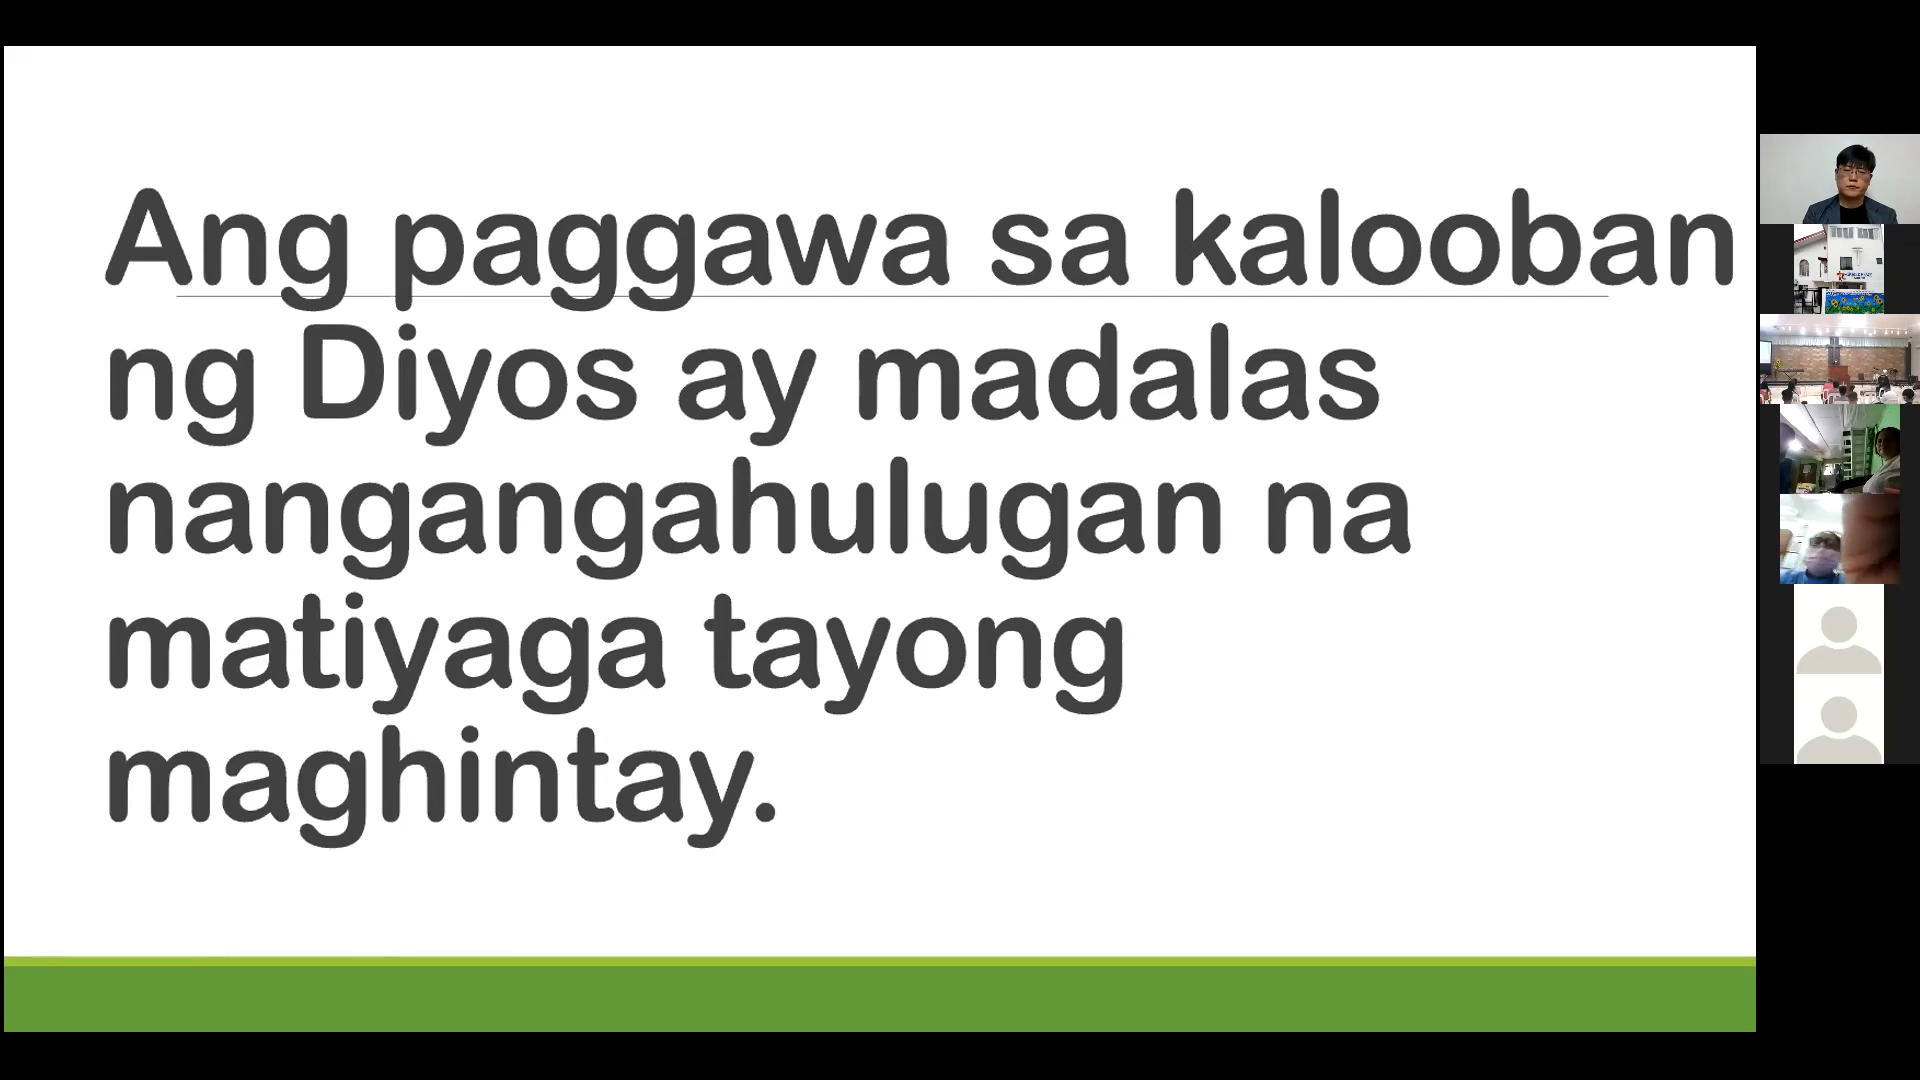 Ang paggawa sa kalooban
ng Diyos ay madalas
nangangahulugan na
matiyaga tayong
maghintay.